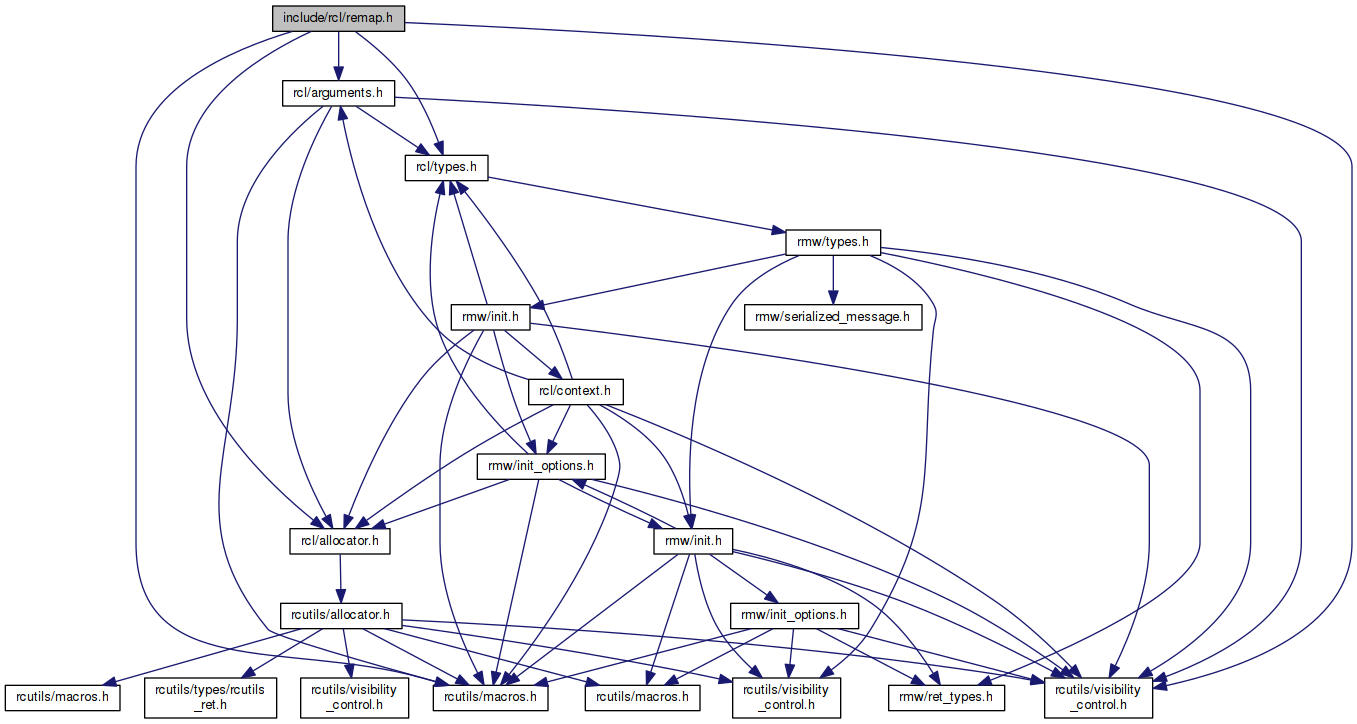 include/rcl/remap.h
rcl/arguments.h
rcl/types.h
rmw/types.h
rmw/init.h
rmw/serialized_message.h
rcl/context.h
rmw/init_options.h
rcl/allocator.h
rmw/init.h
rcutils/allocator.h
rmw/init_options.h
rcutils/macros.h
rcutils/types/rcutils
_ret.h
rcutils/visibility
_control.h
rcutils/macros.h
rcutils/macros.h
rcutils/visibility
_control.h
rmw/ret_types.h
rcutils/visibility
_control.h